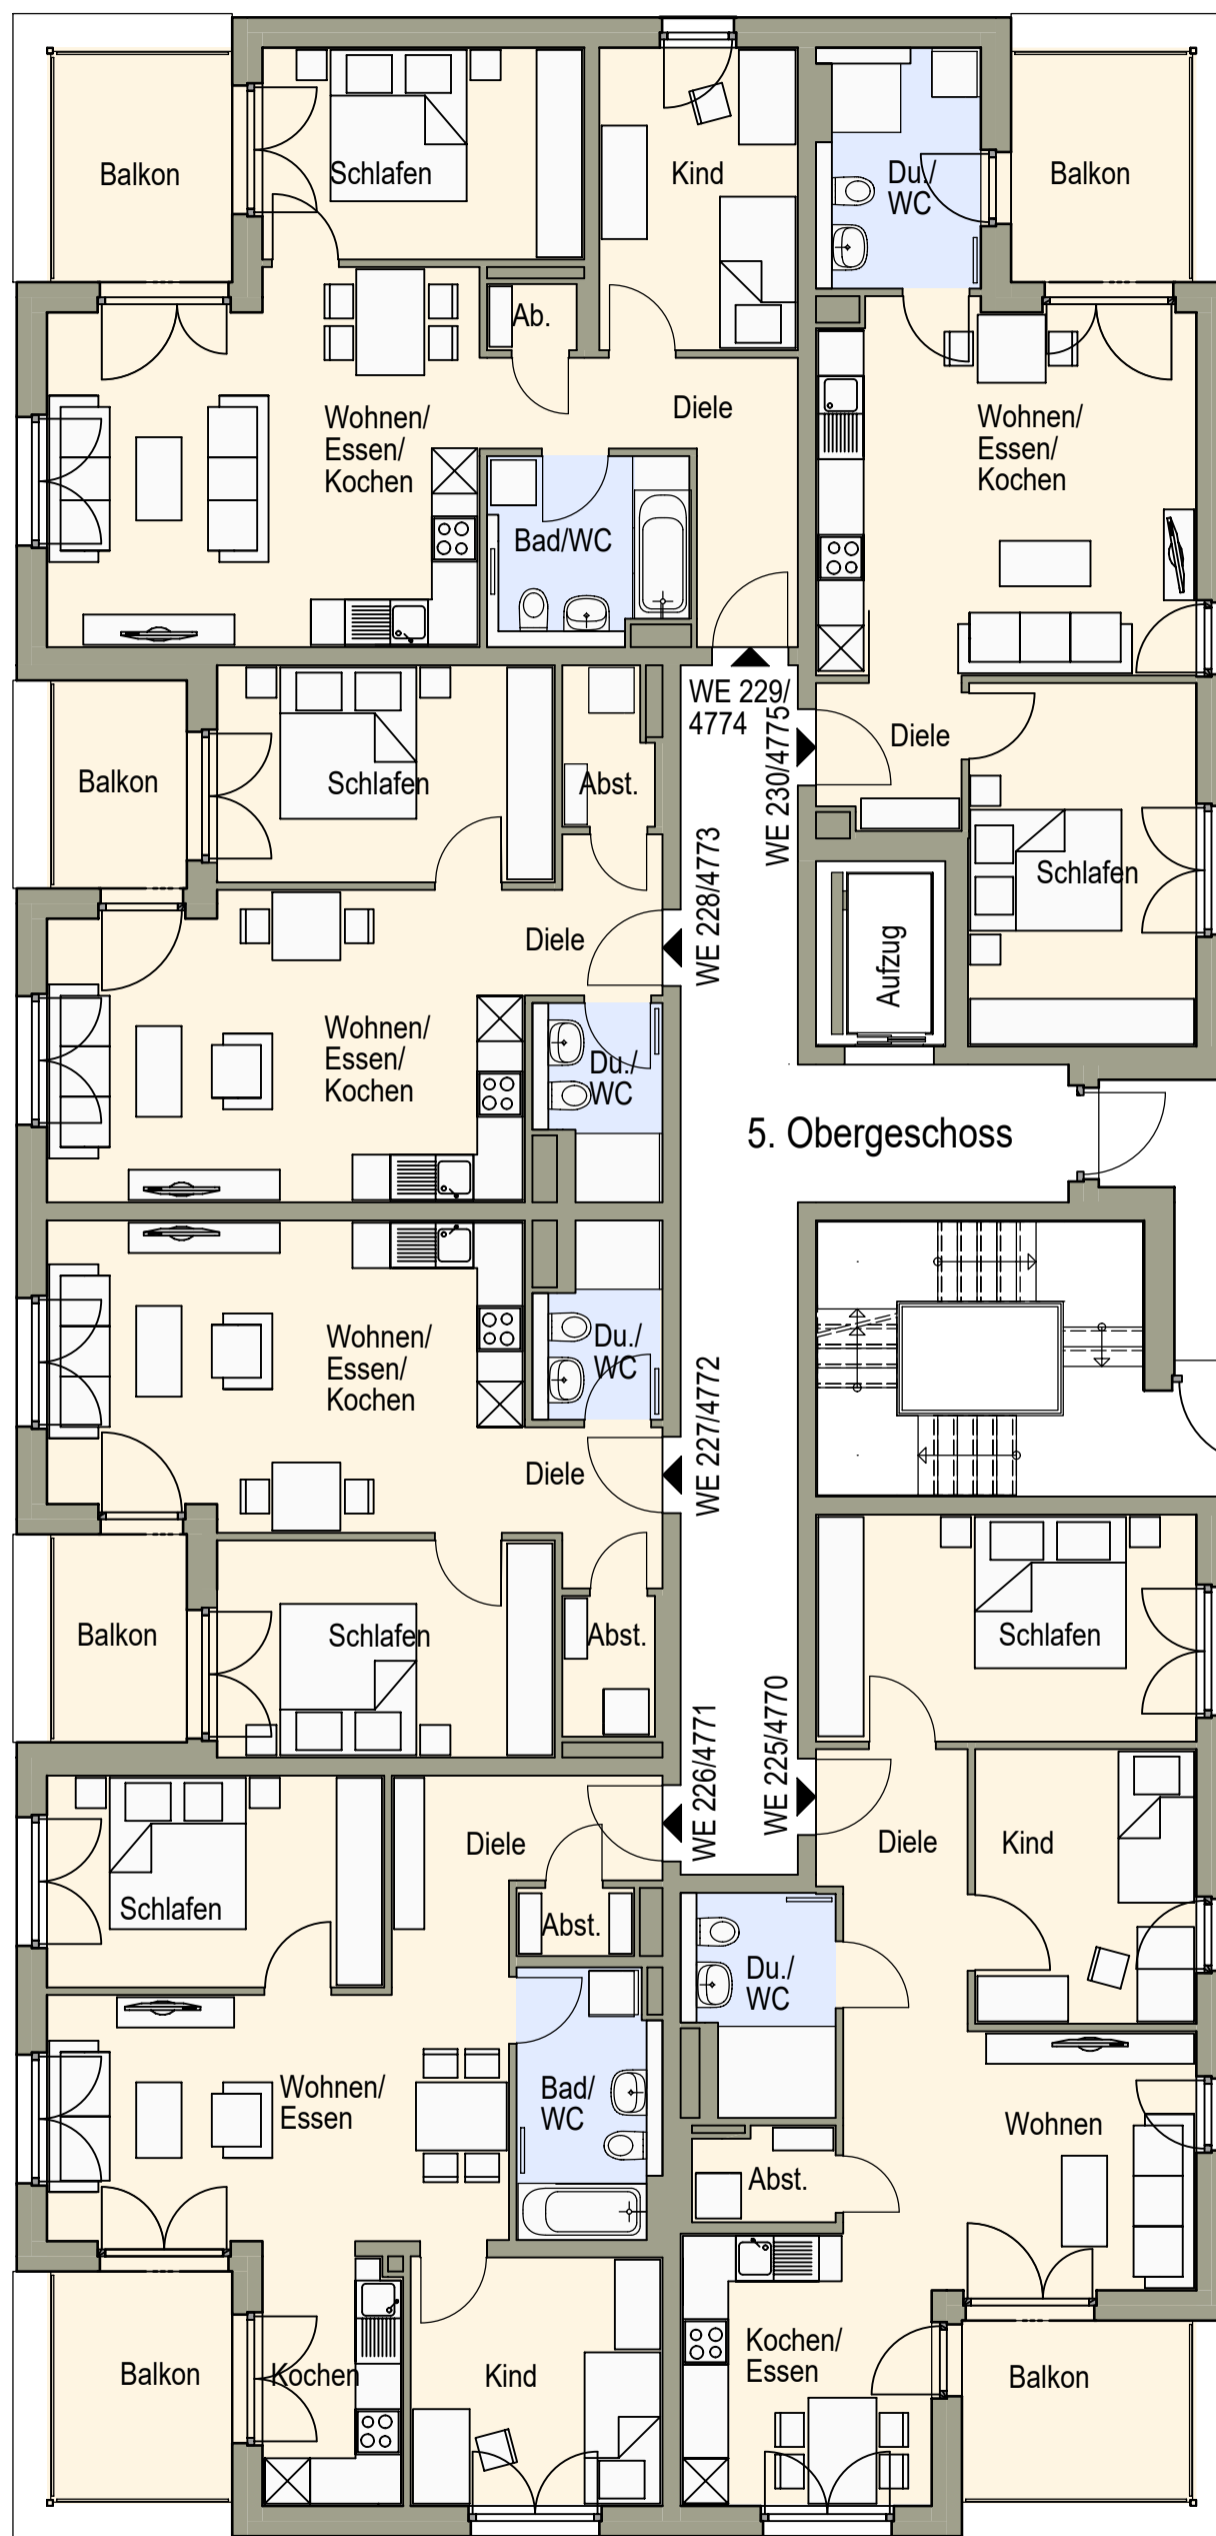 Balkon
Schlafen
Kind
Du./
WC
Balkon
Ab.
Wohnen/
Essen/
Kochen
Diele
Wohnen/
Essen/
Kochen
Bad/WC
WE 229/
4774
WE 230/4775
Diele
Balkon
Schlafen
Abst.
WE 228/4773
Schlafen
Diele
Aufzug
Wohnen/
Essen/
Kochen
Du./
WC
5. Obergeschoss
Wohnen/
Essen/
Kochen
Du./
WC
WE 227/4772
Diele
Balkon
Schlafen
Abst.
Schlafen
WE 226/4771
WE 225/4770
Diele
Diele
Kind
Schlafen
Abst.
Du./
WC
Wohnen/
Essen
Bad/
WC
Wohnen
Abst.
Balkon
Kochen
Kind
Kochen/
Essen
Balkon